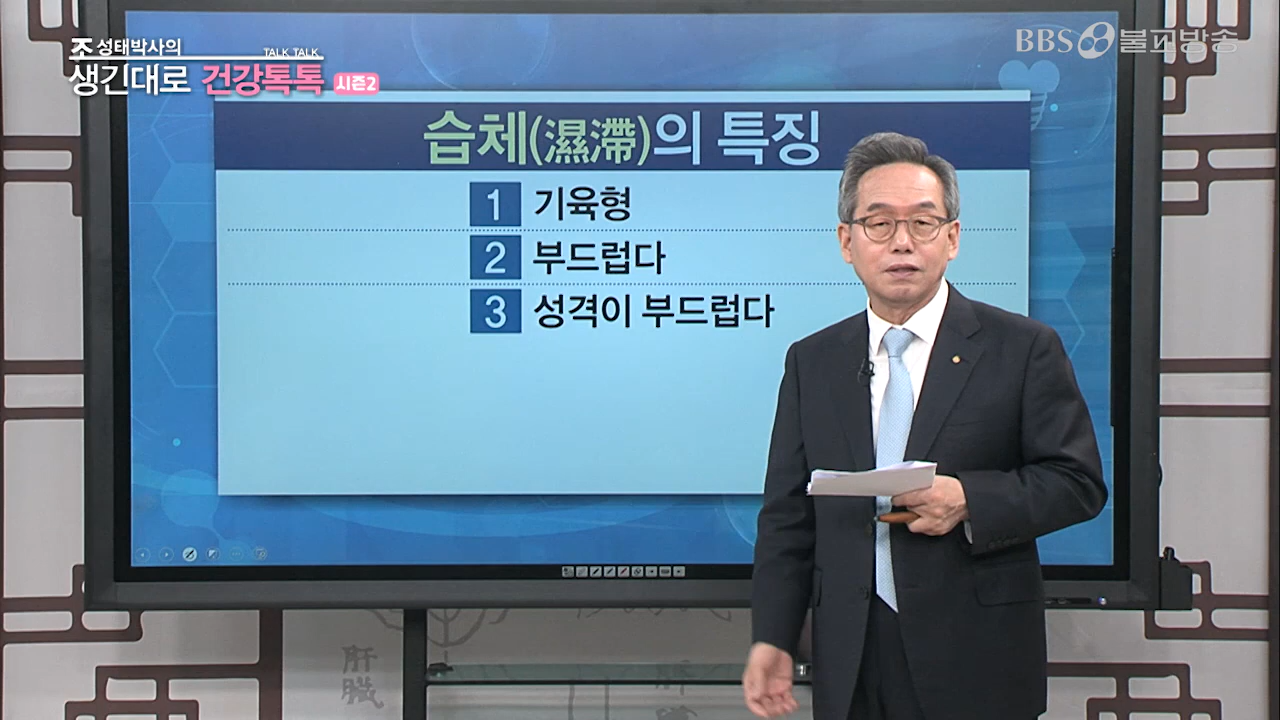 조성태박사의
TALK TALK
생긴대로 건강톡톡 시즌2
BBS 불교방송
습체(濕滯)의 특징
1 기육형
2 부드럽다
3 성격이 부드럽다
肝臟